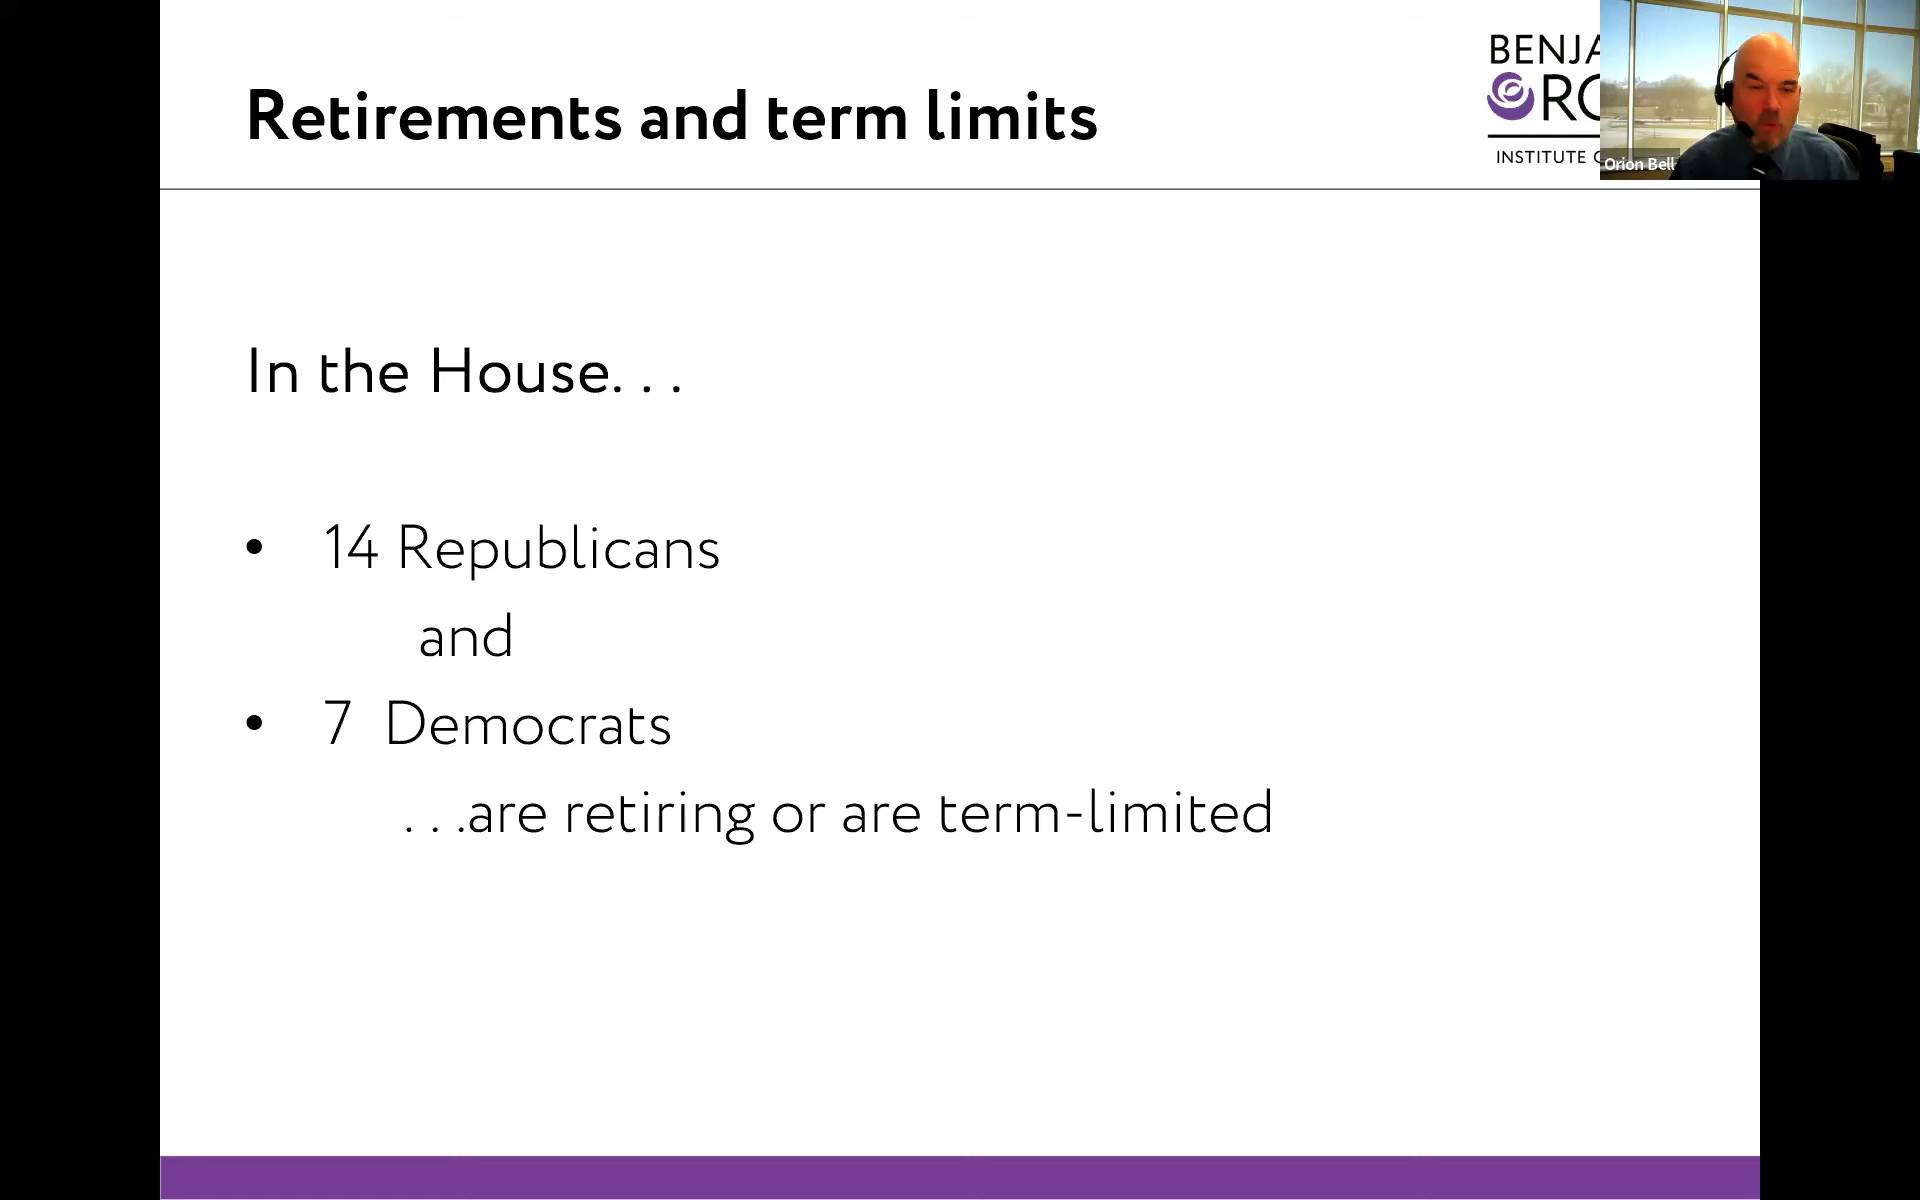 Retirements and term limits
BENJA
RO
INSTITUTE
Orion Bell
In the House. . .
• 14 Republicans
and
• 7 Democrats
. . .are retiring or are term-limited